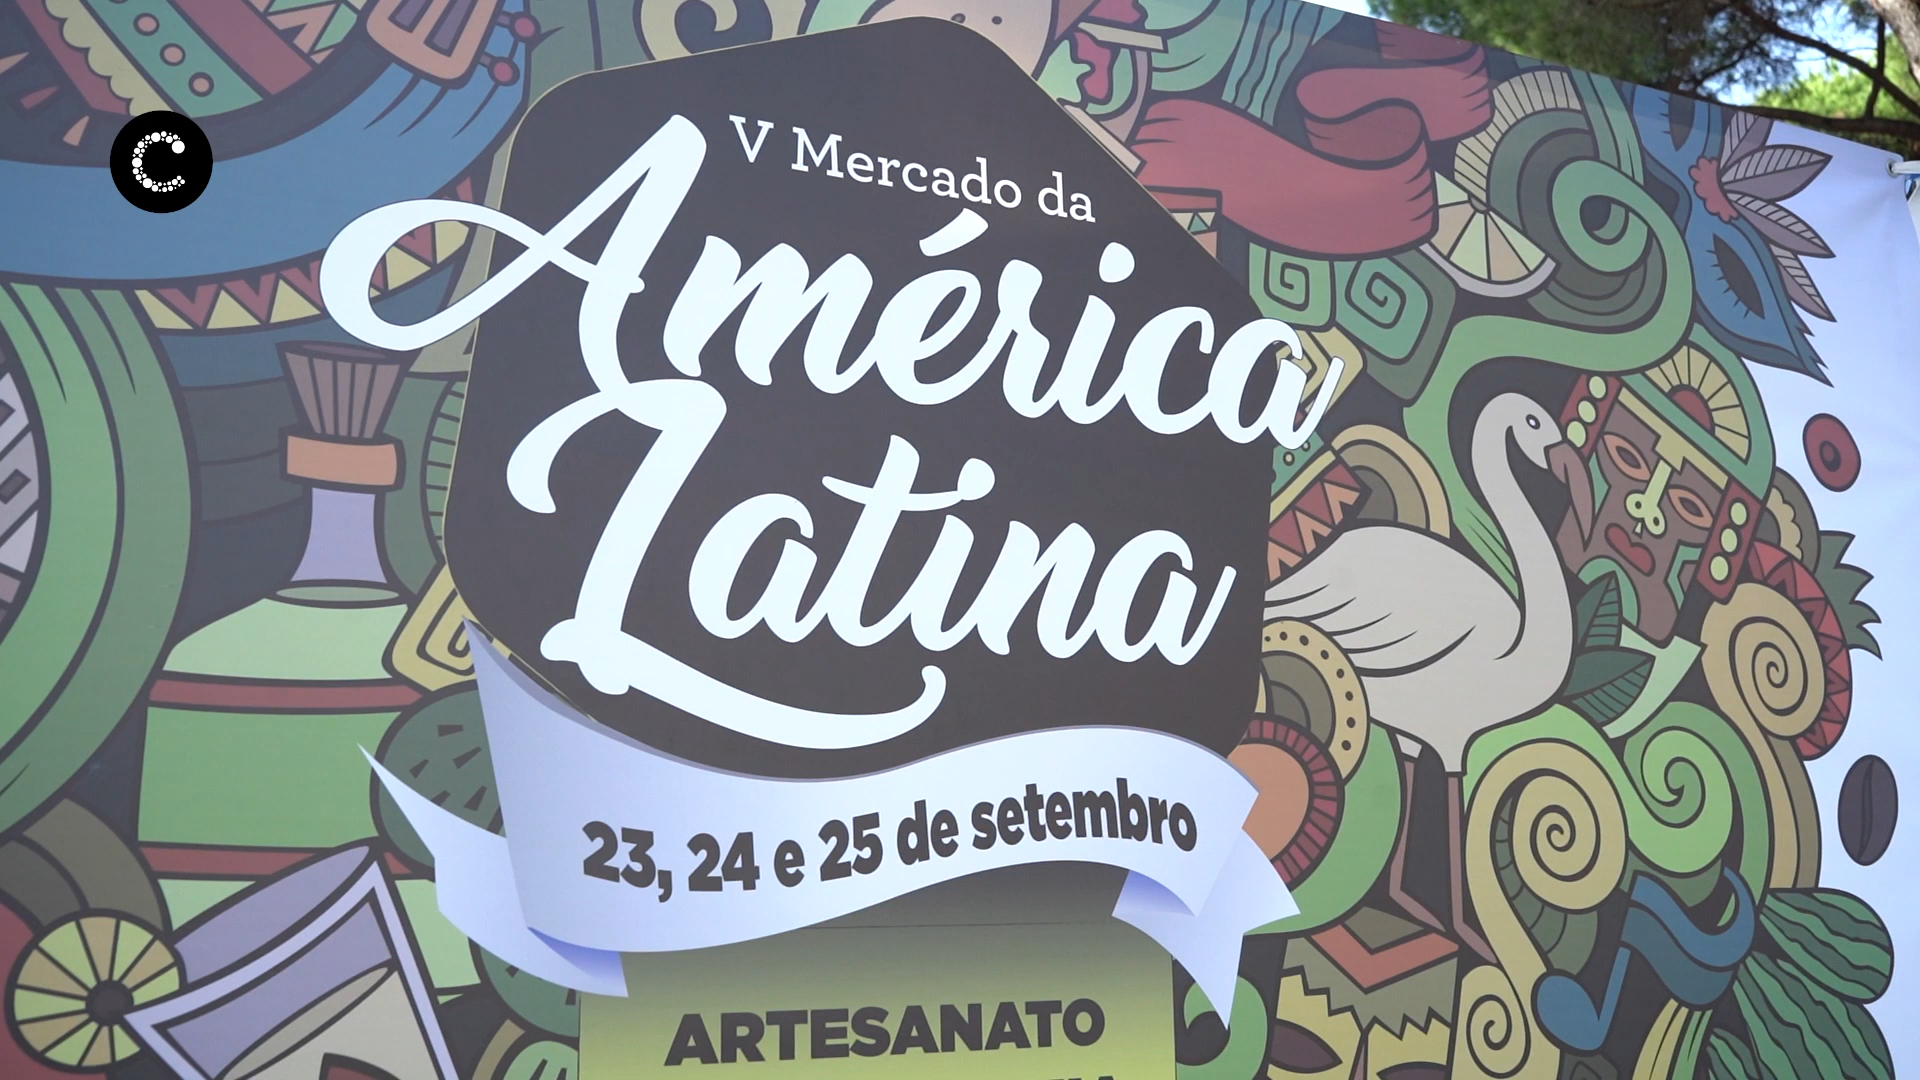 V Mercado da
América
Latina
23, 24 e 25 de setembro
ARTESANATO